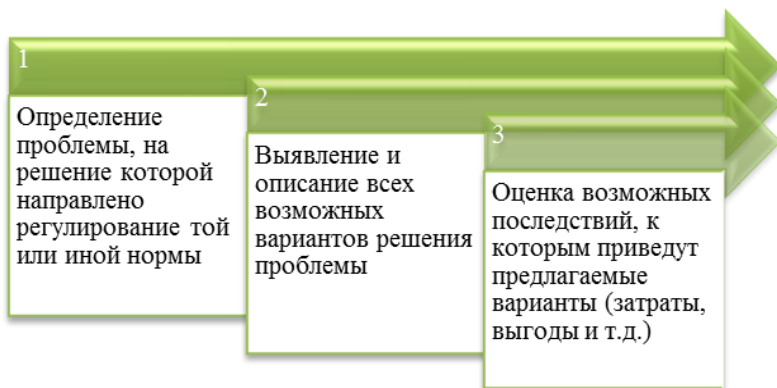 1
Определение
проблемы, на
решение которой
направлено
регулирование той
или иной нормы
2
Выявление и
описание всех
возможных
вариантов решения
проблемы
3
Оценка возможных
последствий, к
которым приведут
предлагаемые
варианты (затраты,
выгоды и т.д.)